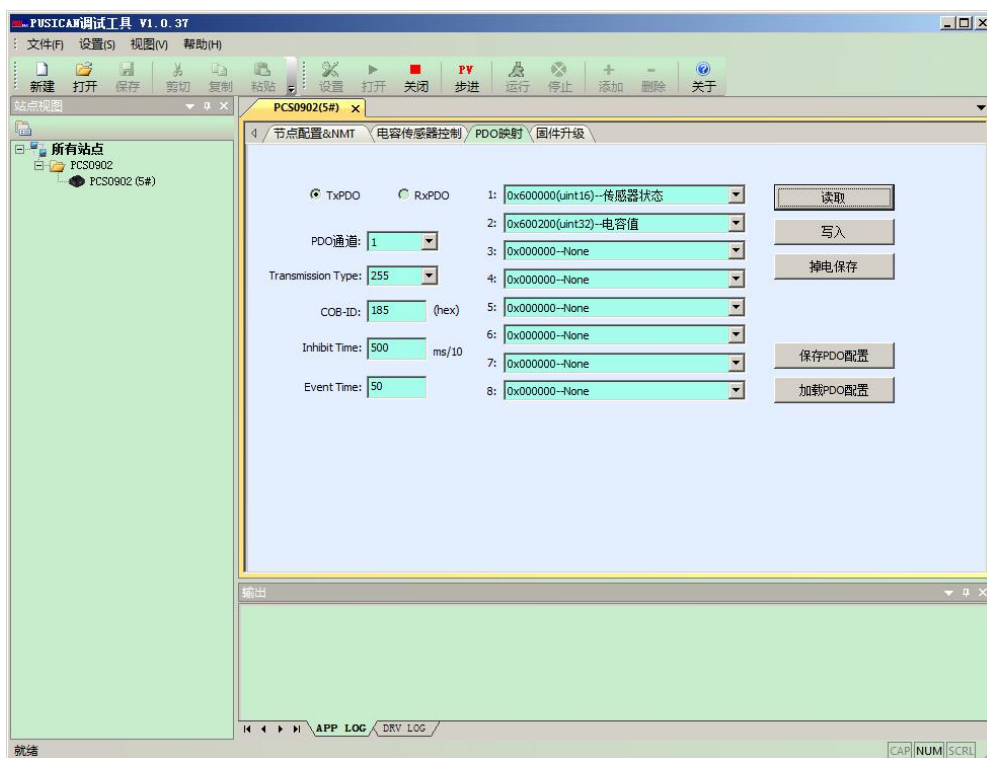 PUSICAN调试工具 V1.0.37
文件(F) 设置(S) 视图(V) 帮助(H)
新建 打开 保存 剪切 复制 粘贴 设置 打开 关闭 PV 步进 运行 停止 添加 删除 关于
站点视图
所有站点
PCS0902
PCS0902 (5#)
PCS0902(5#)
节点配置&NMT 电容传感器控制 PDO映射 固件升级
TxPDO RxPDO
PDO通道: 1
Transmission Type: 255
COB-ID: 185 (hex)
Inhibit Time: 500 ms/10
Event Time: 50
1: 0x600000(uint16)--传感器状态
2: 0x600200(uint32)--电容值
3: 0x000000--None
4: 0x000000--None
5: 0x000000--None
6: 0x000000--None
7: 0x000000--None
8: 0x000000--None
读取
写入
掉电保存
保存PDO配置
加载PDO配置
输出
APP LOG DRV LOG
就绪 CAP NUM SCRL